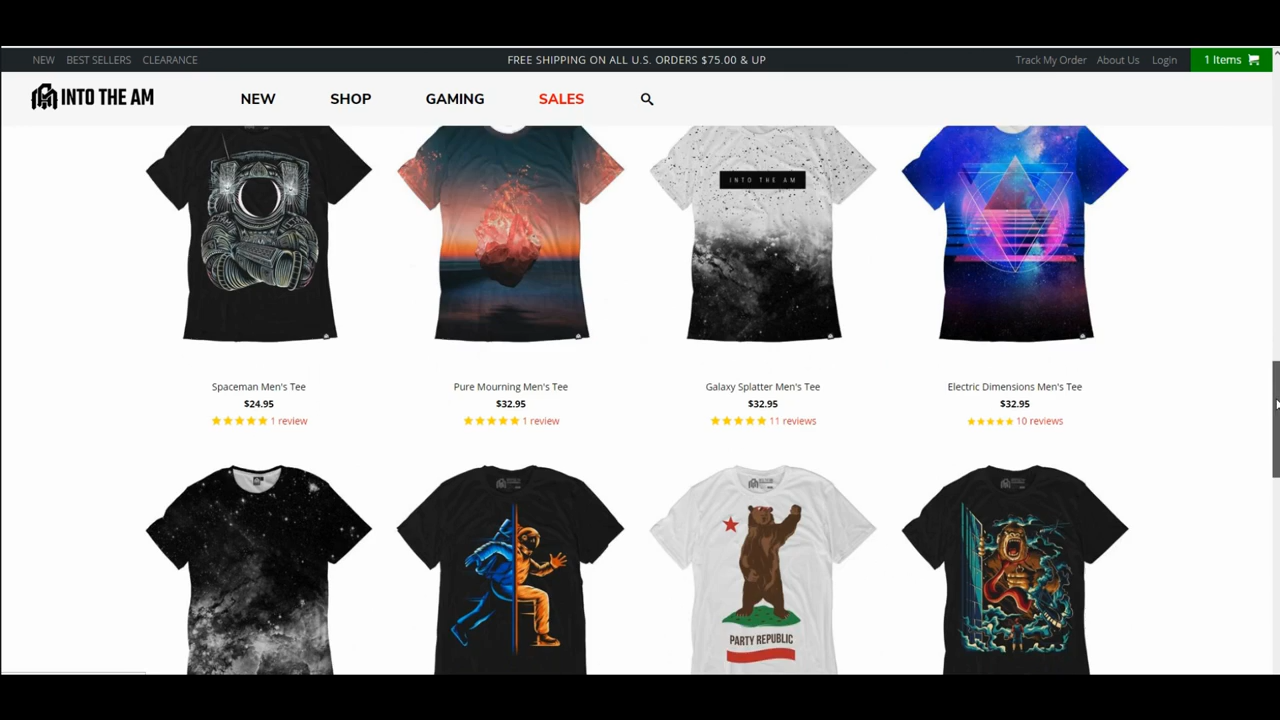 NEW BEST SELLERS CLEARANCE
FREE SHIPPING ON ALL U.S. ORDERS $75.00 & UP
Track My Order About Us Login 1 Items
INTO THE AM
NEW SHOP GAMING SALES
INTO THE AM
Spaceman Men's Tee
$24.95
1 review
Pure Mourning Men's Tee
$32.95
1 review
Galaxy Splatter Men's Tee
$32.95
11 reviews
Electric Dimensions Men's Tee
$32.95
10 reviews
PARTY REPUBLIC